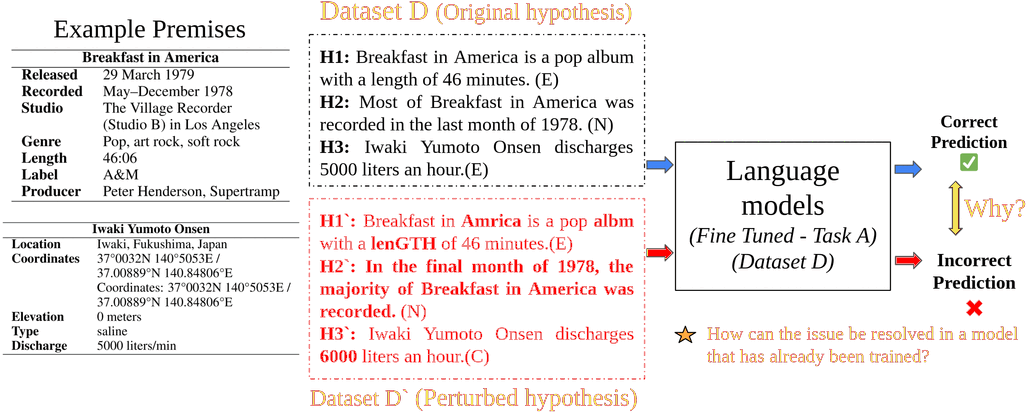 Example Premises
Breakfast in America
Released 29 March 1979
Recorded May–December 1978
Studio The Village Recorder
(Studio B) in Los Angeles
Genre Pop, art rock, soft rock
Length 46:06
Label A&M
Producer Peter Henderson, Supertramp
Iwaki Yumoto Onsen
Location Iwaki, Fukushima, Japan
Coordinates 37°0032N 140°5053E /
37.00889°N 140.84806°E
Coordinates: 37°0032N 140°5053E /
37.00889°N 140.84806°E
Elevation 0 meters
Type saline
Discharge 5000 liters/min
Dataset D (Original hypothesis)
H1: Breakfast in America is a pop album
with a length of 46 minutes. (E)
H2: Most of Breakfast in America was
recorded in the last month of 1978. (N)
H3: Iwaki Yumoto Onsen discharges
5000 liters an hour.(E)
H1`: Breakfast in Amrica is a pop albm
with a lenGTH of 46 minutes.(E)
H2`: In the final month of 1978, the
majority of Breakfast in America was
recorded. (N)
H3`: Iwaki Yumoto Onsen discharges
6000 liters an hour.(C)
Dataset D` (Perturbed hypothesis)
Language
models
(Fine Tuned - Task A)
(Dataset D)
Correct
Prediction
Why?
Incorrect
Prediction
How can the issue be resolved in a model
that has already been trained?